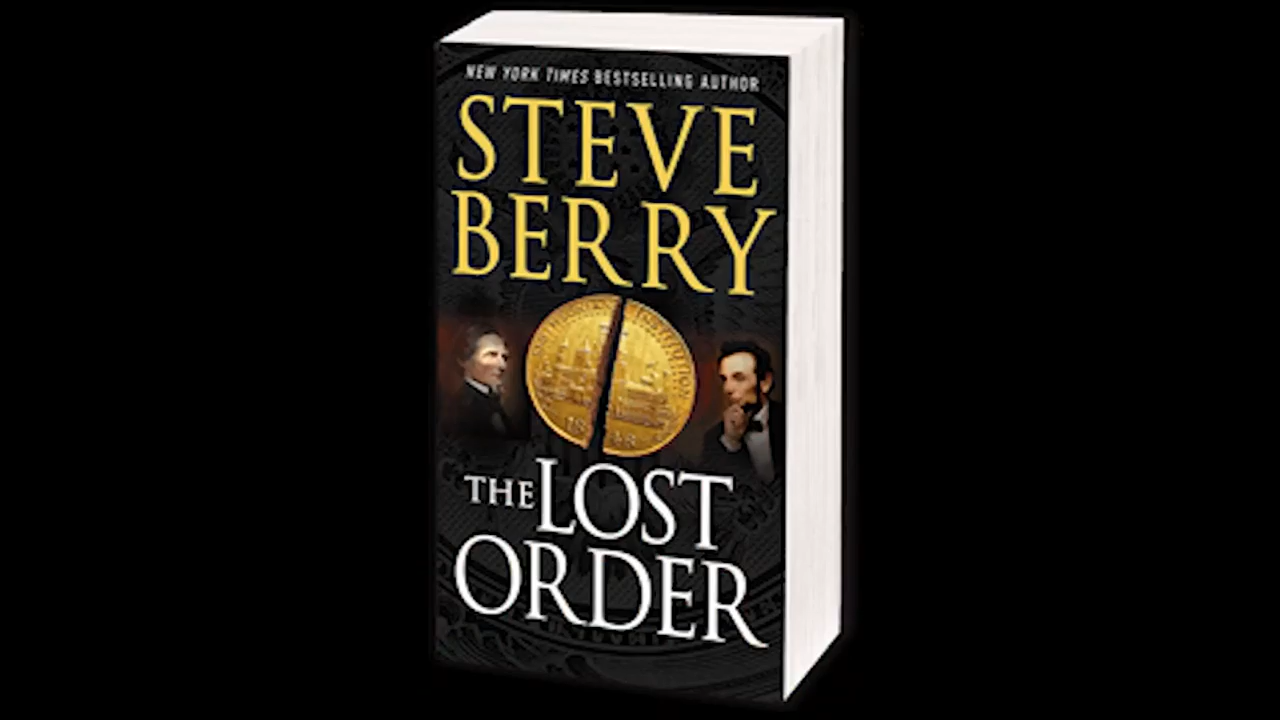 NEW YORK TIMES BESTSELLING AUTHOR
STEVE
BERRY
THE LOST
ORDER